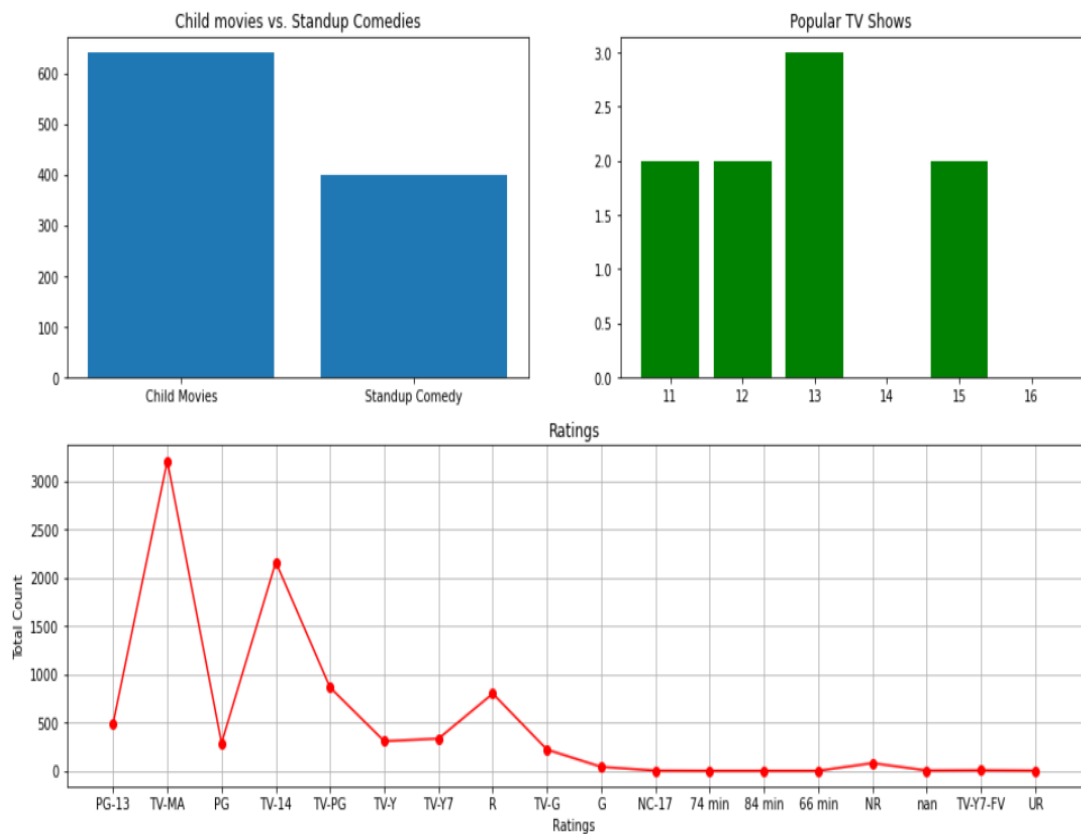 Child movies vs. Standup Comedies
600
500
400
300
200
100
0
Child Movies Standup Comedy
Popular TV Shows
3.0
2.5
2.0
1.5
1.0
0.5
0.0
11 12 13 14 15 16
Ratings
Total Count
3000
2500
2000
1500
1000
500
0
PG-13 TV-MA PG TV-14 TV-PG TV-Y TV-Y7 R TV-G G NC-17 74 min 84 min 66 min NR nan TV-Y7-FV UR
Ratings